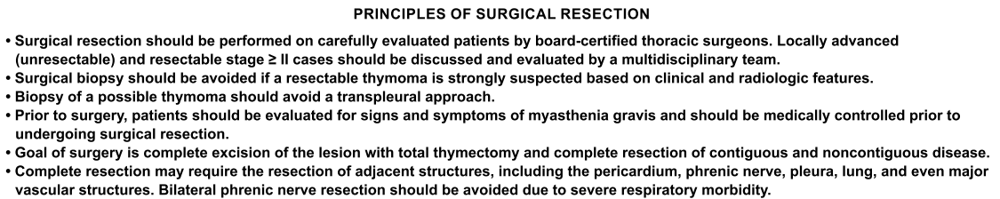 PRINCIPLES OF SURGICAL RESECTION
• Surgical resection should be performed on carefully evaluated patients by board-certified thoracic surgeons. Locally advanced
(unresectable) and resectable stage ≥ II cases should be discussed and evaluated by a multidisciplinary team.
• Surgical biopsy should be avoided if a resectable thymoma is strongly suspected based on clinical and radiologic features.
• Biopsy of a possible thymoma should avoid a transpleural approach.
• Prior to surgery, patients should be evaluated for signs and symptoms of myasthenia gravis and should be medically controlled prior to
undergoing surgical resection.
• Goal of surgery is complete excision of the lesion with total thymectomy and complete resection of contiguous and noncontiguous disease.
• Complete resection may require the resection of adjacent structures, including the pericardium, phrenic nerve, pleura, lung, and even major
vascular structures. Bilateral phrenic nerve resection should be avoided due to severe respiratory morbidity.